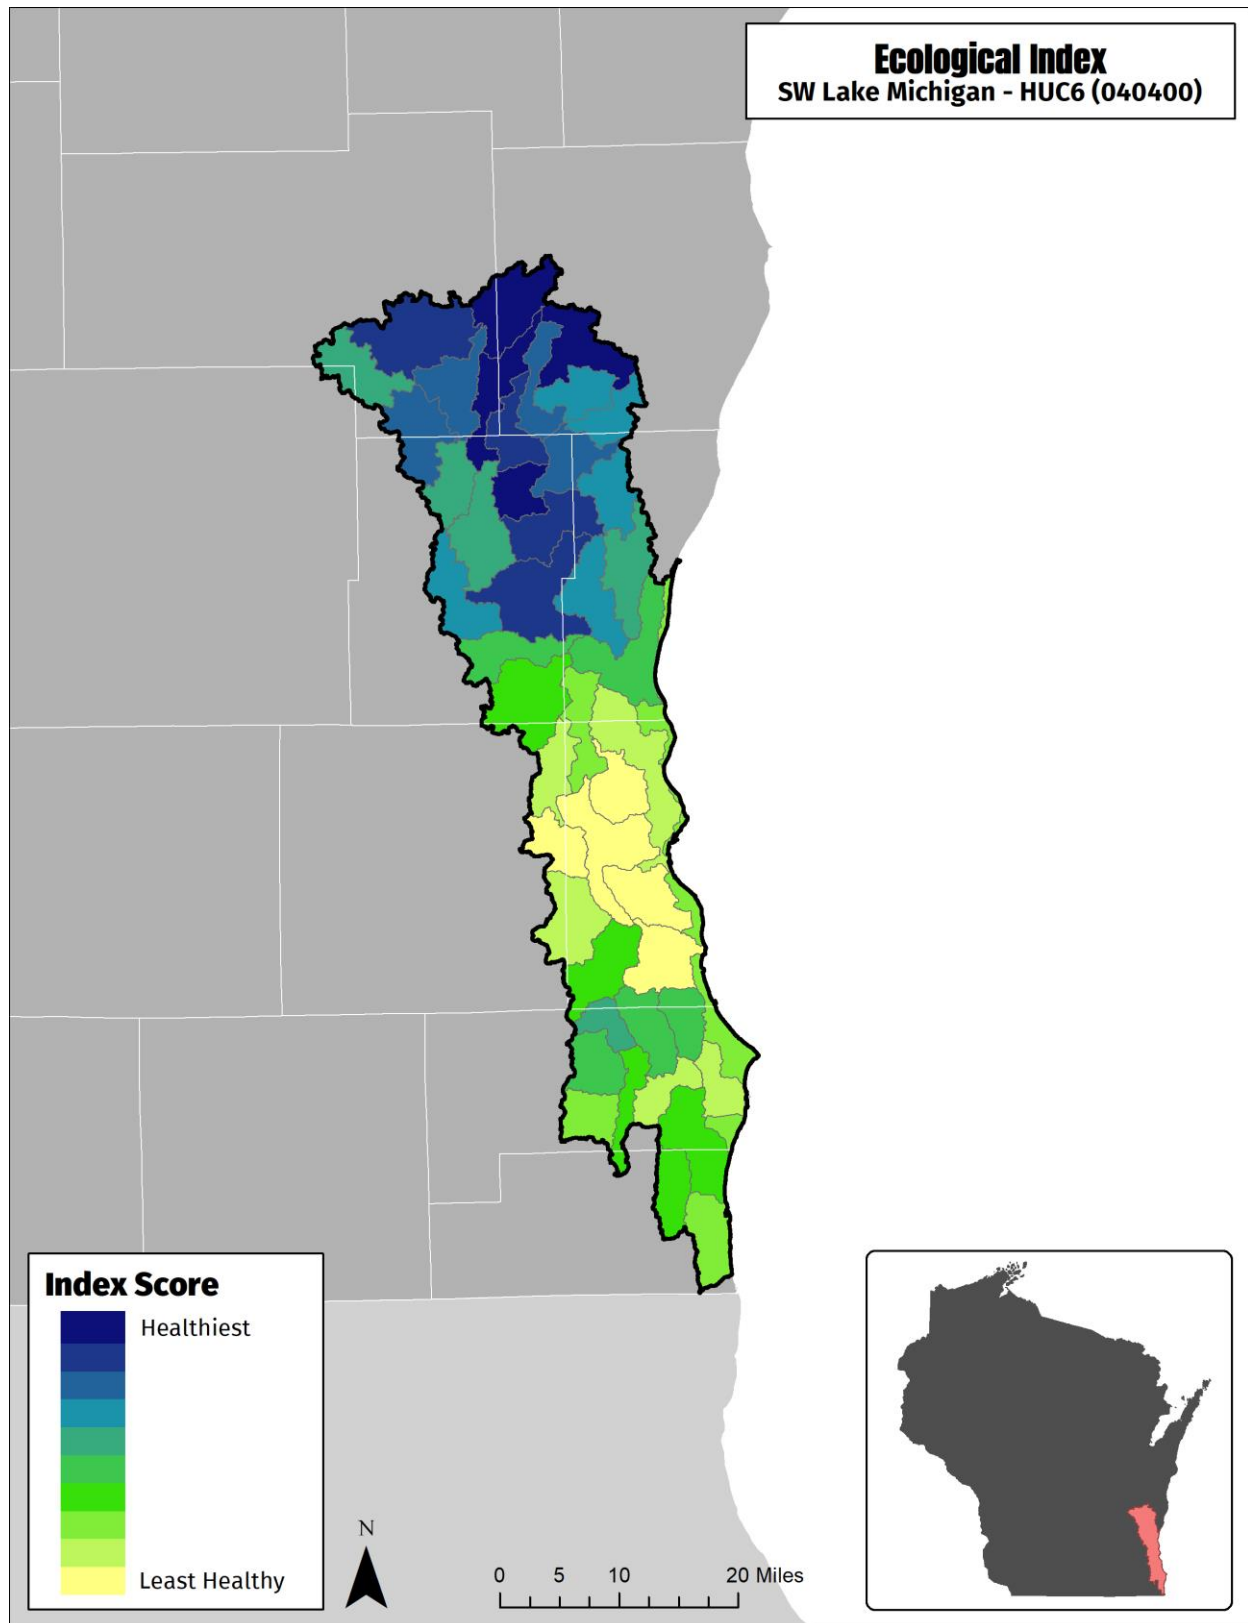 Ecological Index
SW Lake Michigan - HUC6 (040400)
Index Score
Healthiest
Least Healthy
N
0 5 10 20 Miles